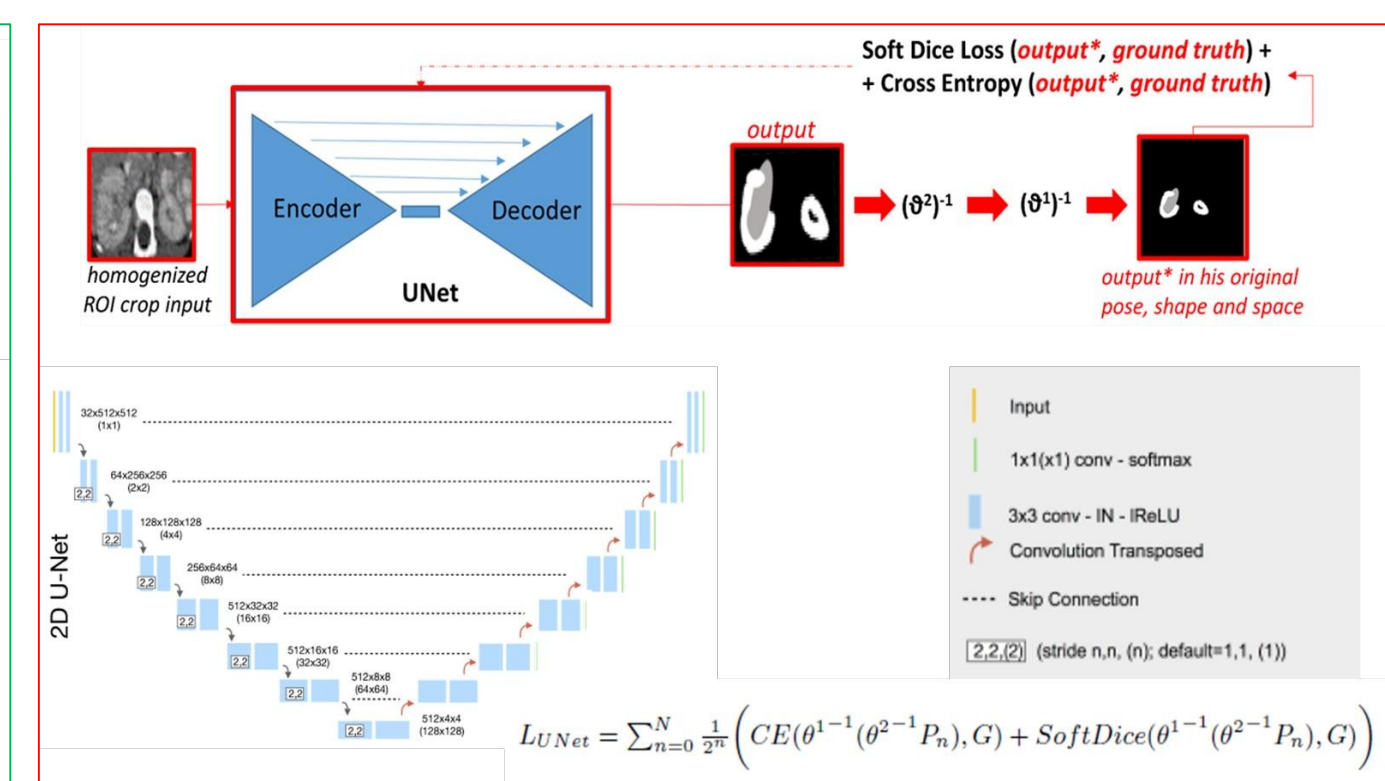 Soft Dice Loss (output*, ground truth) +
+ Cross Entropy (output*, ground truth)
output
Encoder
Decoder
UNet
(ϑ²)⁻¹
(ϑ¹)⁻¹
homogenized
ROI crop input
output* in his original
pose, shape and space
2D U-Net
32x512x512
(1x1)
64x256x256
(2x2)
2,2
128x128x128
(4x4)
2,2
256x64x64
(8x8)
2,2
512x32x32
(16x16)
2,2
512x16x16
(32x32)
2,2
512x8x8
(64x64)
2,2
512x4x4
(128x128)
2,2
Input
1x1(x1) conv - softmax
3x3 conv - IN - lReLU
Convolution Transposed
Skip Connection
2,2,(2) (stride n,n, (n); default=1,1, (1))
L_{UNet} = ∑_{n=0}^{N} \frac{1}{2^n} (CE(θ^{1^{-1}}(θ^{2^{-1}}P_n), G) + SoftDice(θ^{1^{-1}}(θ^{2^{-1}}P_n), G))